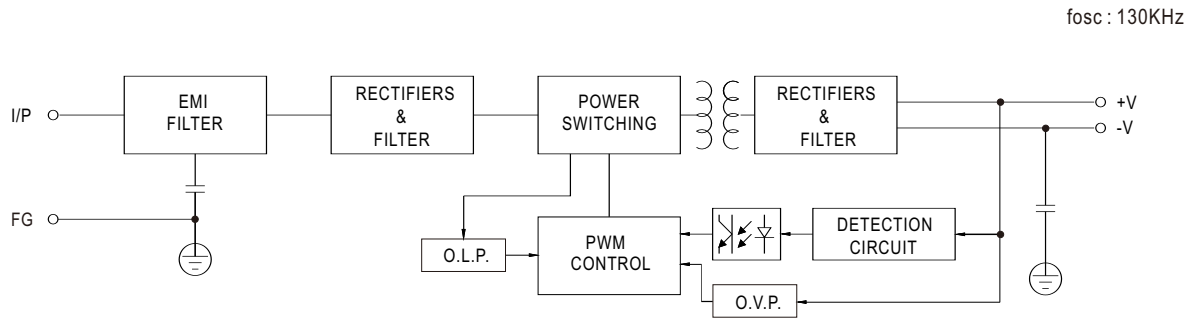 fosc : 130KHz
I/P
EMI
FILTER
RECTIFIERS
&
FILTER
POWER
SWITCHING
RECTIFIERS
&
FILTER
+V
-V
FG
O.L.P.
PWM
CONTROL
DETECTION
CIRCUIT
O.V.P.